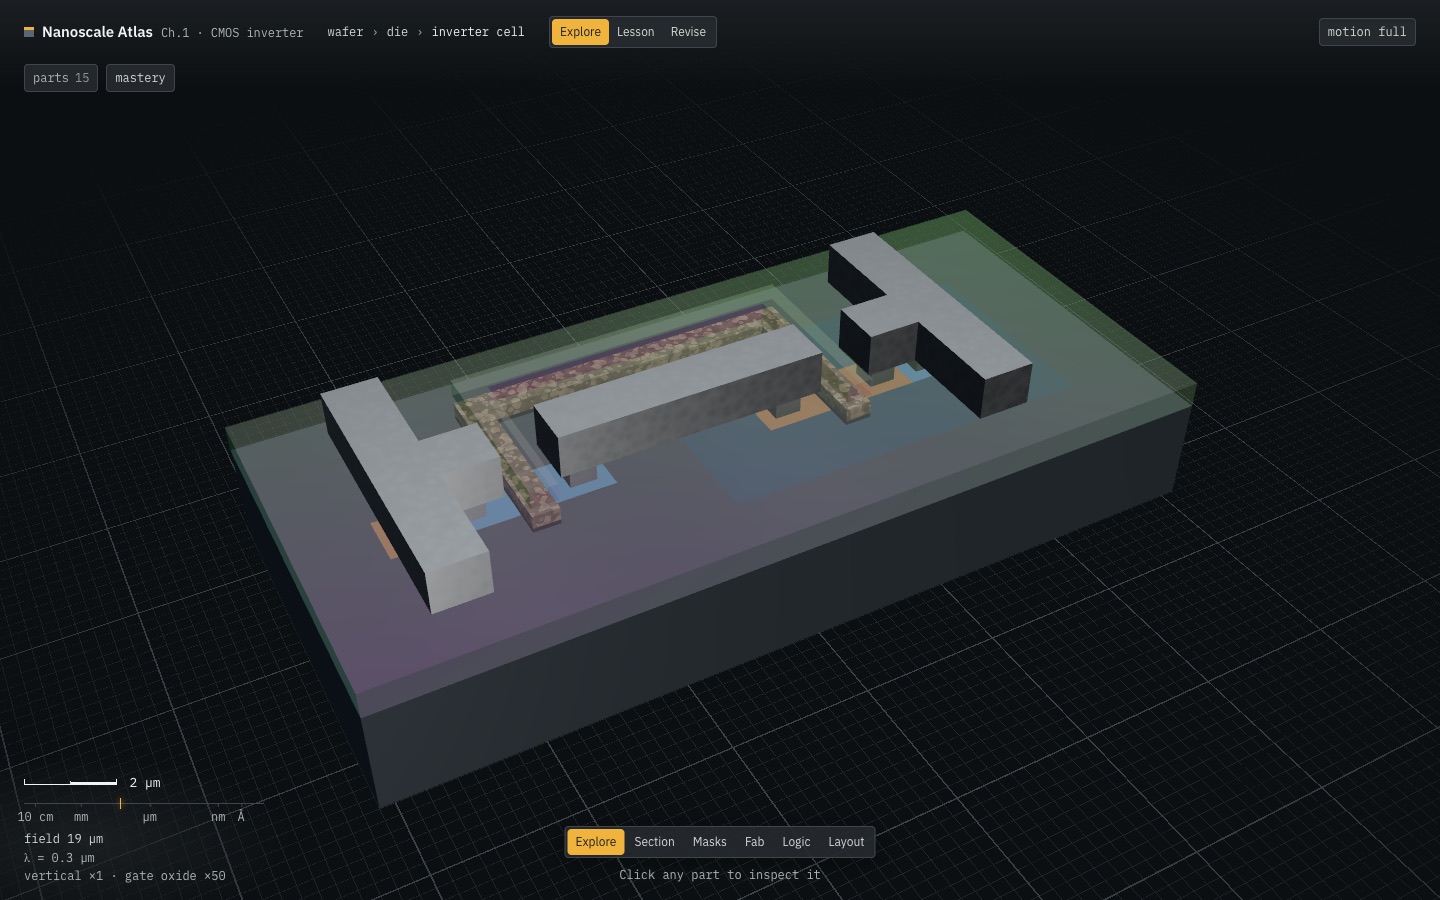 Nanoscale Atlas Ch.1 · CMOS inverter wafer › die › inverter cell Explore Lesson Revise motion full
parts 15 mastery
2 µm
10 cm mm µm nm Å
field 19 µm
λ = 0.3 µm
vertical ×1 · gate oxide ×50
Explore Section Masks Fab Logic Layout
Click any part to inspect it